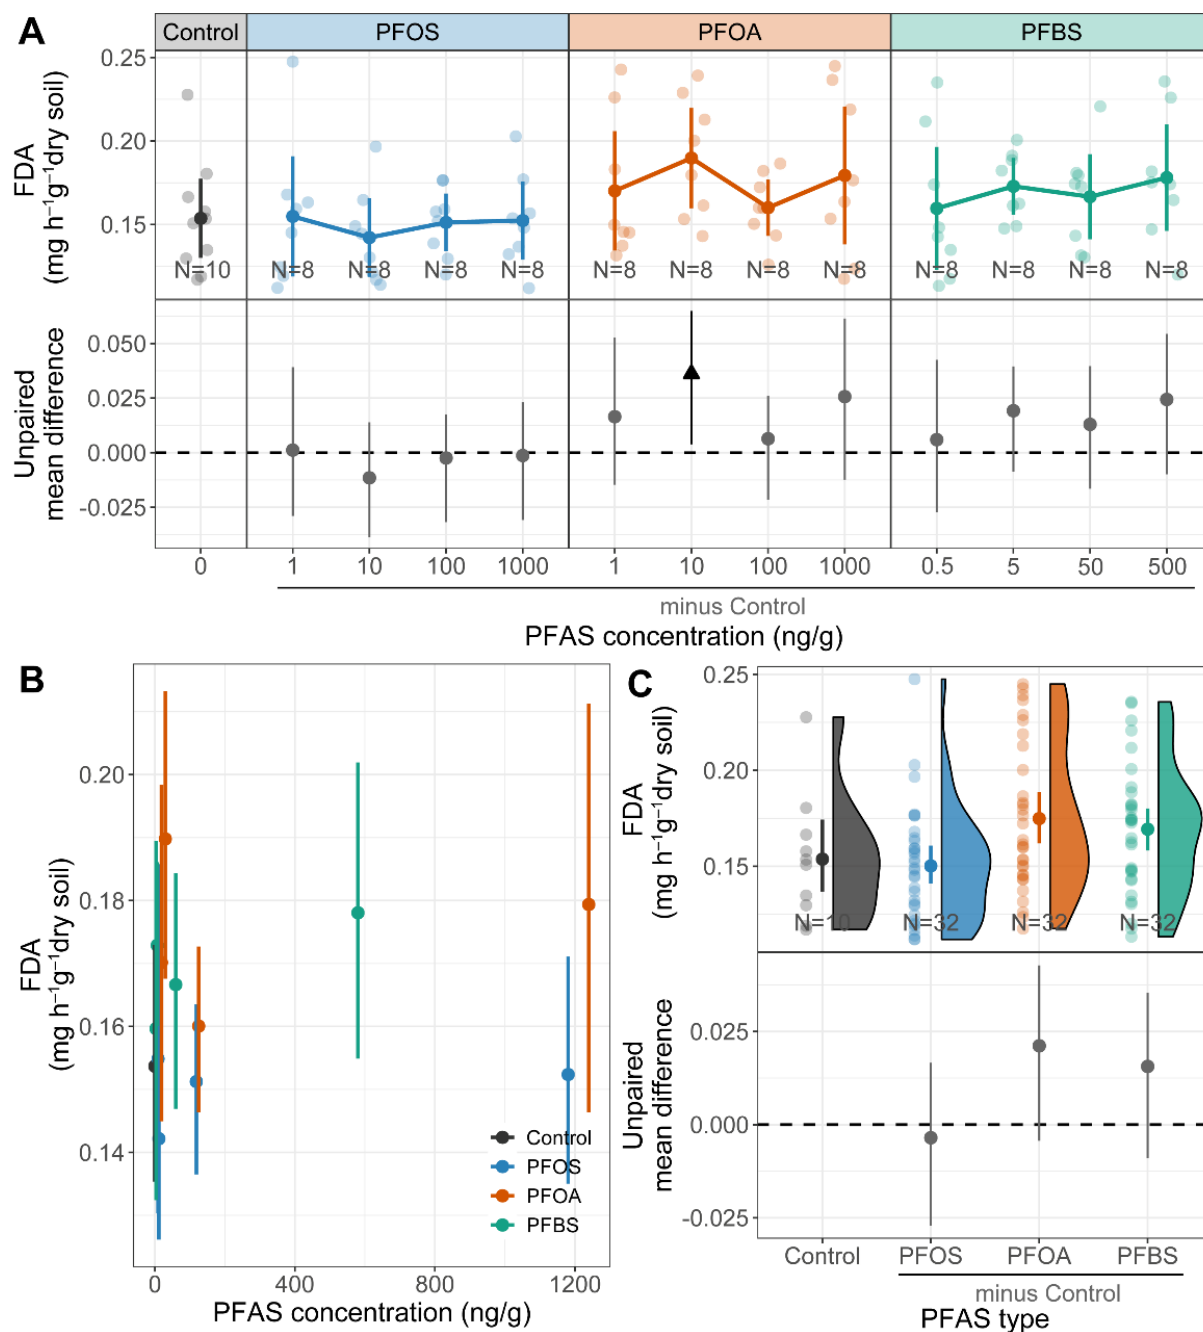 A
Control PFOS PFOA PFBS
FDA
(mg h⁻¹g⁻¹dry soil)
0.25
0.20
0.15
N=10 N=8 N=8 N=8 N=8 N=8 N=8 N=8 N=8 N=8 N=8 N=8 N=8
Unpaired
mean difference
0.050
0.025
0.000
-0.025
0 1 10 100 1000 1 10 100 1000 0.5 5 50 500
minus Control
PFAS concentration (ng/g)
B
FDA
(mg h⁻¹g⁻¹dry soil)
0.20
0.18
0.16
0.14
Control
PFOS
PFOA
PFBS
0 400 800 1200
PFAS concentration (ng/g)
C
FDA
(mg h⁻¹g⁻¹dry soil)
0.25
0.20
0.15
N=10 N=32 N=32 N=32
Unpaired
mean difference
0.025
0.000
-0.025
Control PFOS PFOA PFBS
minus Control
PFAS type